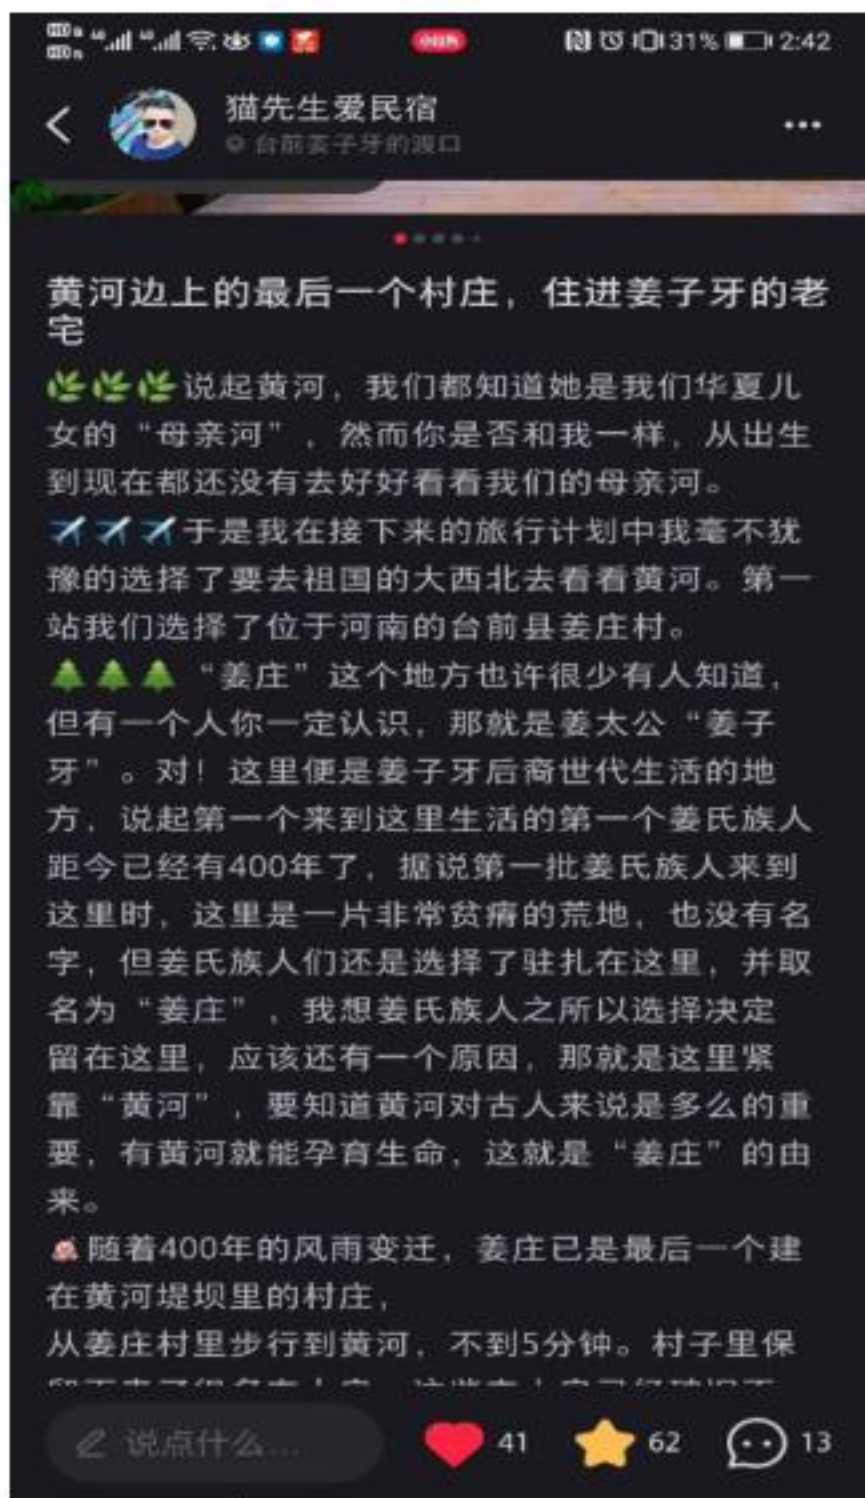 31% 2:42
猫先生爱民宿
台前姜子牙的渡口
黄河边上的最后一个村庄，住进姜子牙的老
宅
说起黄河，我们都知道她是我们华夏儿
女的“母亲河”，然而你是否和我一样，从出生
到现在都还没有去好好看看我们的母亲河。
于是我在接下来的旅行计划中我毫不犹
豫的选择了要去祖国的大西北去看看黄河。第一
站我们选择了位于河南的台前县姜庄村。
“姜庄”这个地方也许很少有人知道，
但有一个人你一定认识，那就是姜太公“姜子
牙”。对！这里便是姜子牙后裔世代生活的地
方，说起第一个来到这里生活的第一个姜氏族人
距今已经有400年了，据说第一批姜氏族人来到
这里时，这里是一片非常贫瘠的荒地，也没有名
字，但姜氏族人们还是选择了驻扎在这里，并取
名为“姜庄”，我想姜氏族人之所以选择决定
留在这里，应该还有一个原因，那就是这里紧
靠“黄河”，要知道黄河对古人来说是多么的重
要，有黄河就能孕育生命，这就是“姜庄”的由
来。
随着400年的风雨变迁，姜庄已是最后一个建
在黄河堤坝里的村庄，
从姜庄村里步行到黄河，不到5分钟。村子里保
说点什么... 41 62 13